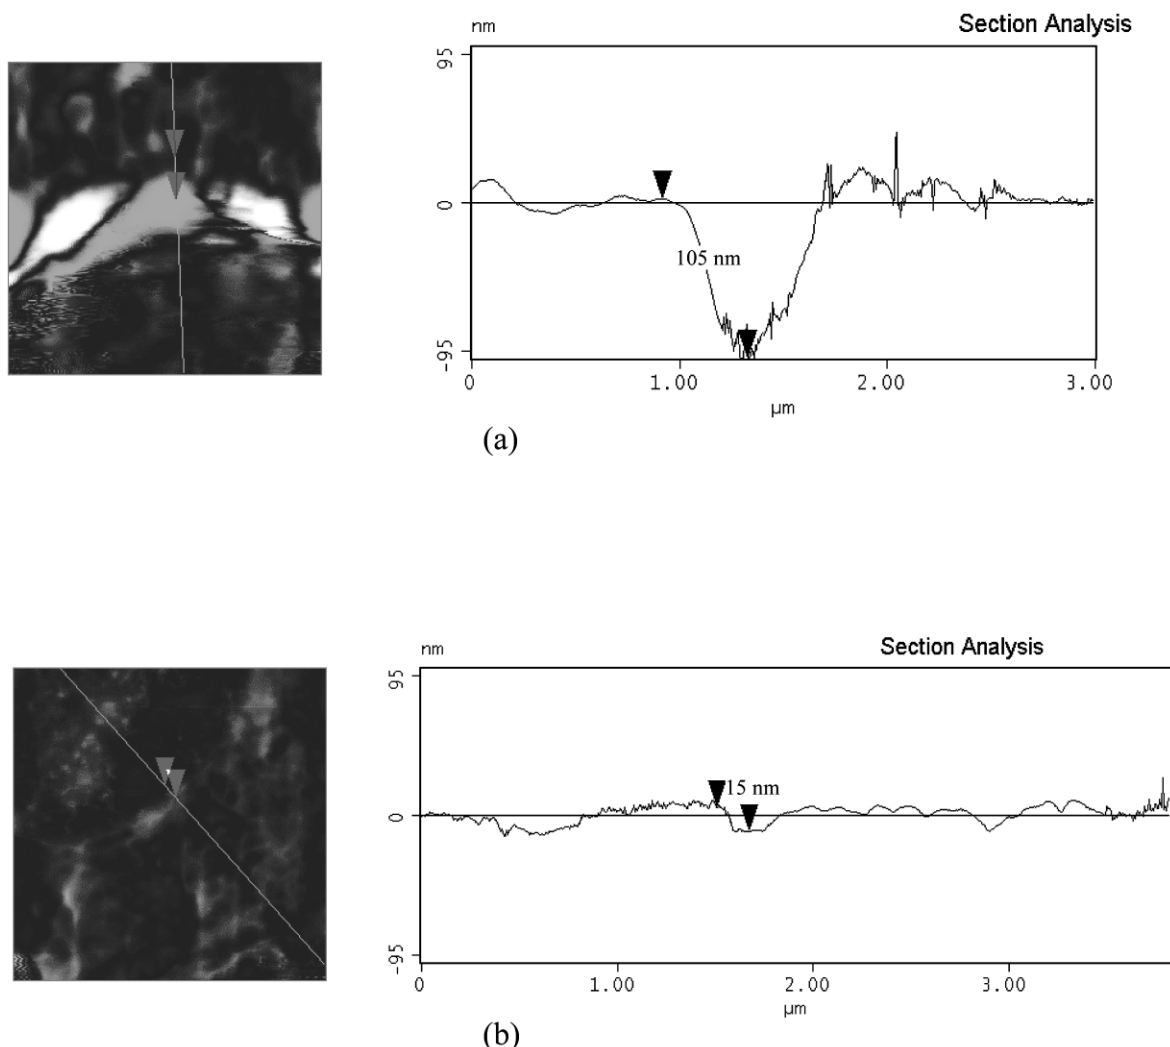 nm
Section Analysis
95
0
-95
105 nm
0
1.00
2.00
3.00
µm
(a)
nm
Section Analysis
95
0
-95
15 nm
0
1.00
2.00
3.00
µm
(b)